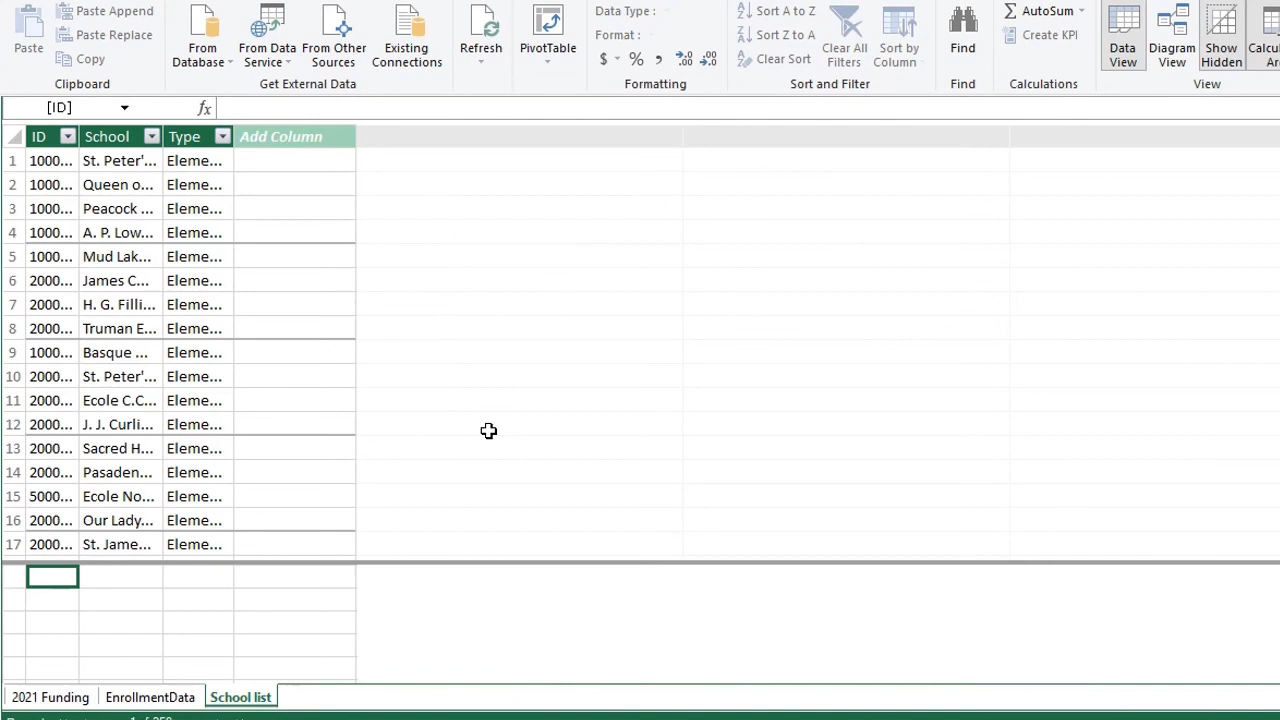 Paste
Paste Append
Paste Replace
Copy
Clipboard
From Database
From Data Service
From Other Sources
Existing Connections
Get External Data
Refresh
PivotTable
Data Type :
Format :
$ % ,
Formatting
Sort A to Z
Sort Z to A
Clear Sort
Clear All Filters
Sort by Column
Sort and Filter
Find
Find
AutoSum
Create KPI
Calculations
Data View
Diagram View
Show Hidden
View
[ID] fx
ID School Type Add Column
1 1000... St. Peter'... Eleme...
2 1000... Queen o... Eleme...
3 1000... Peacock ... Eleme...
4 1000... A. P. Low... Eleme...
5 1000... Mud Lak... Eleme...
6 2000... James C... Eleme...
7 2000... H. G. Filli... Eleme...
8 2000... Truman E... Eleme...
9 1000... Basque ... Eleme...
10 2000... St. Peter'... Eleme...
11 2000... Ecole C.C... Eleme...
12 2000... J. J. Curli... Eleme...
13 2000... Sacred H... Eleme...
14 2000... Pasaden... Eleme...
15 5000... Ecole No... Eleme...
16 2000... Our Lady... Eleme...
17 2000... St. Jame... Eleme...
2021 Funding EnrollmentData School list